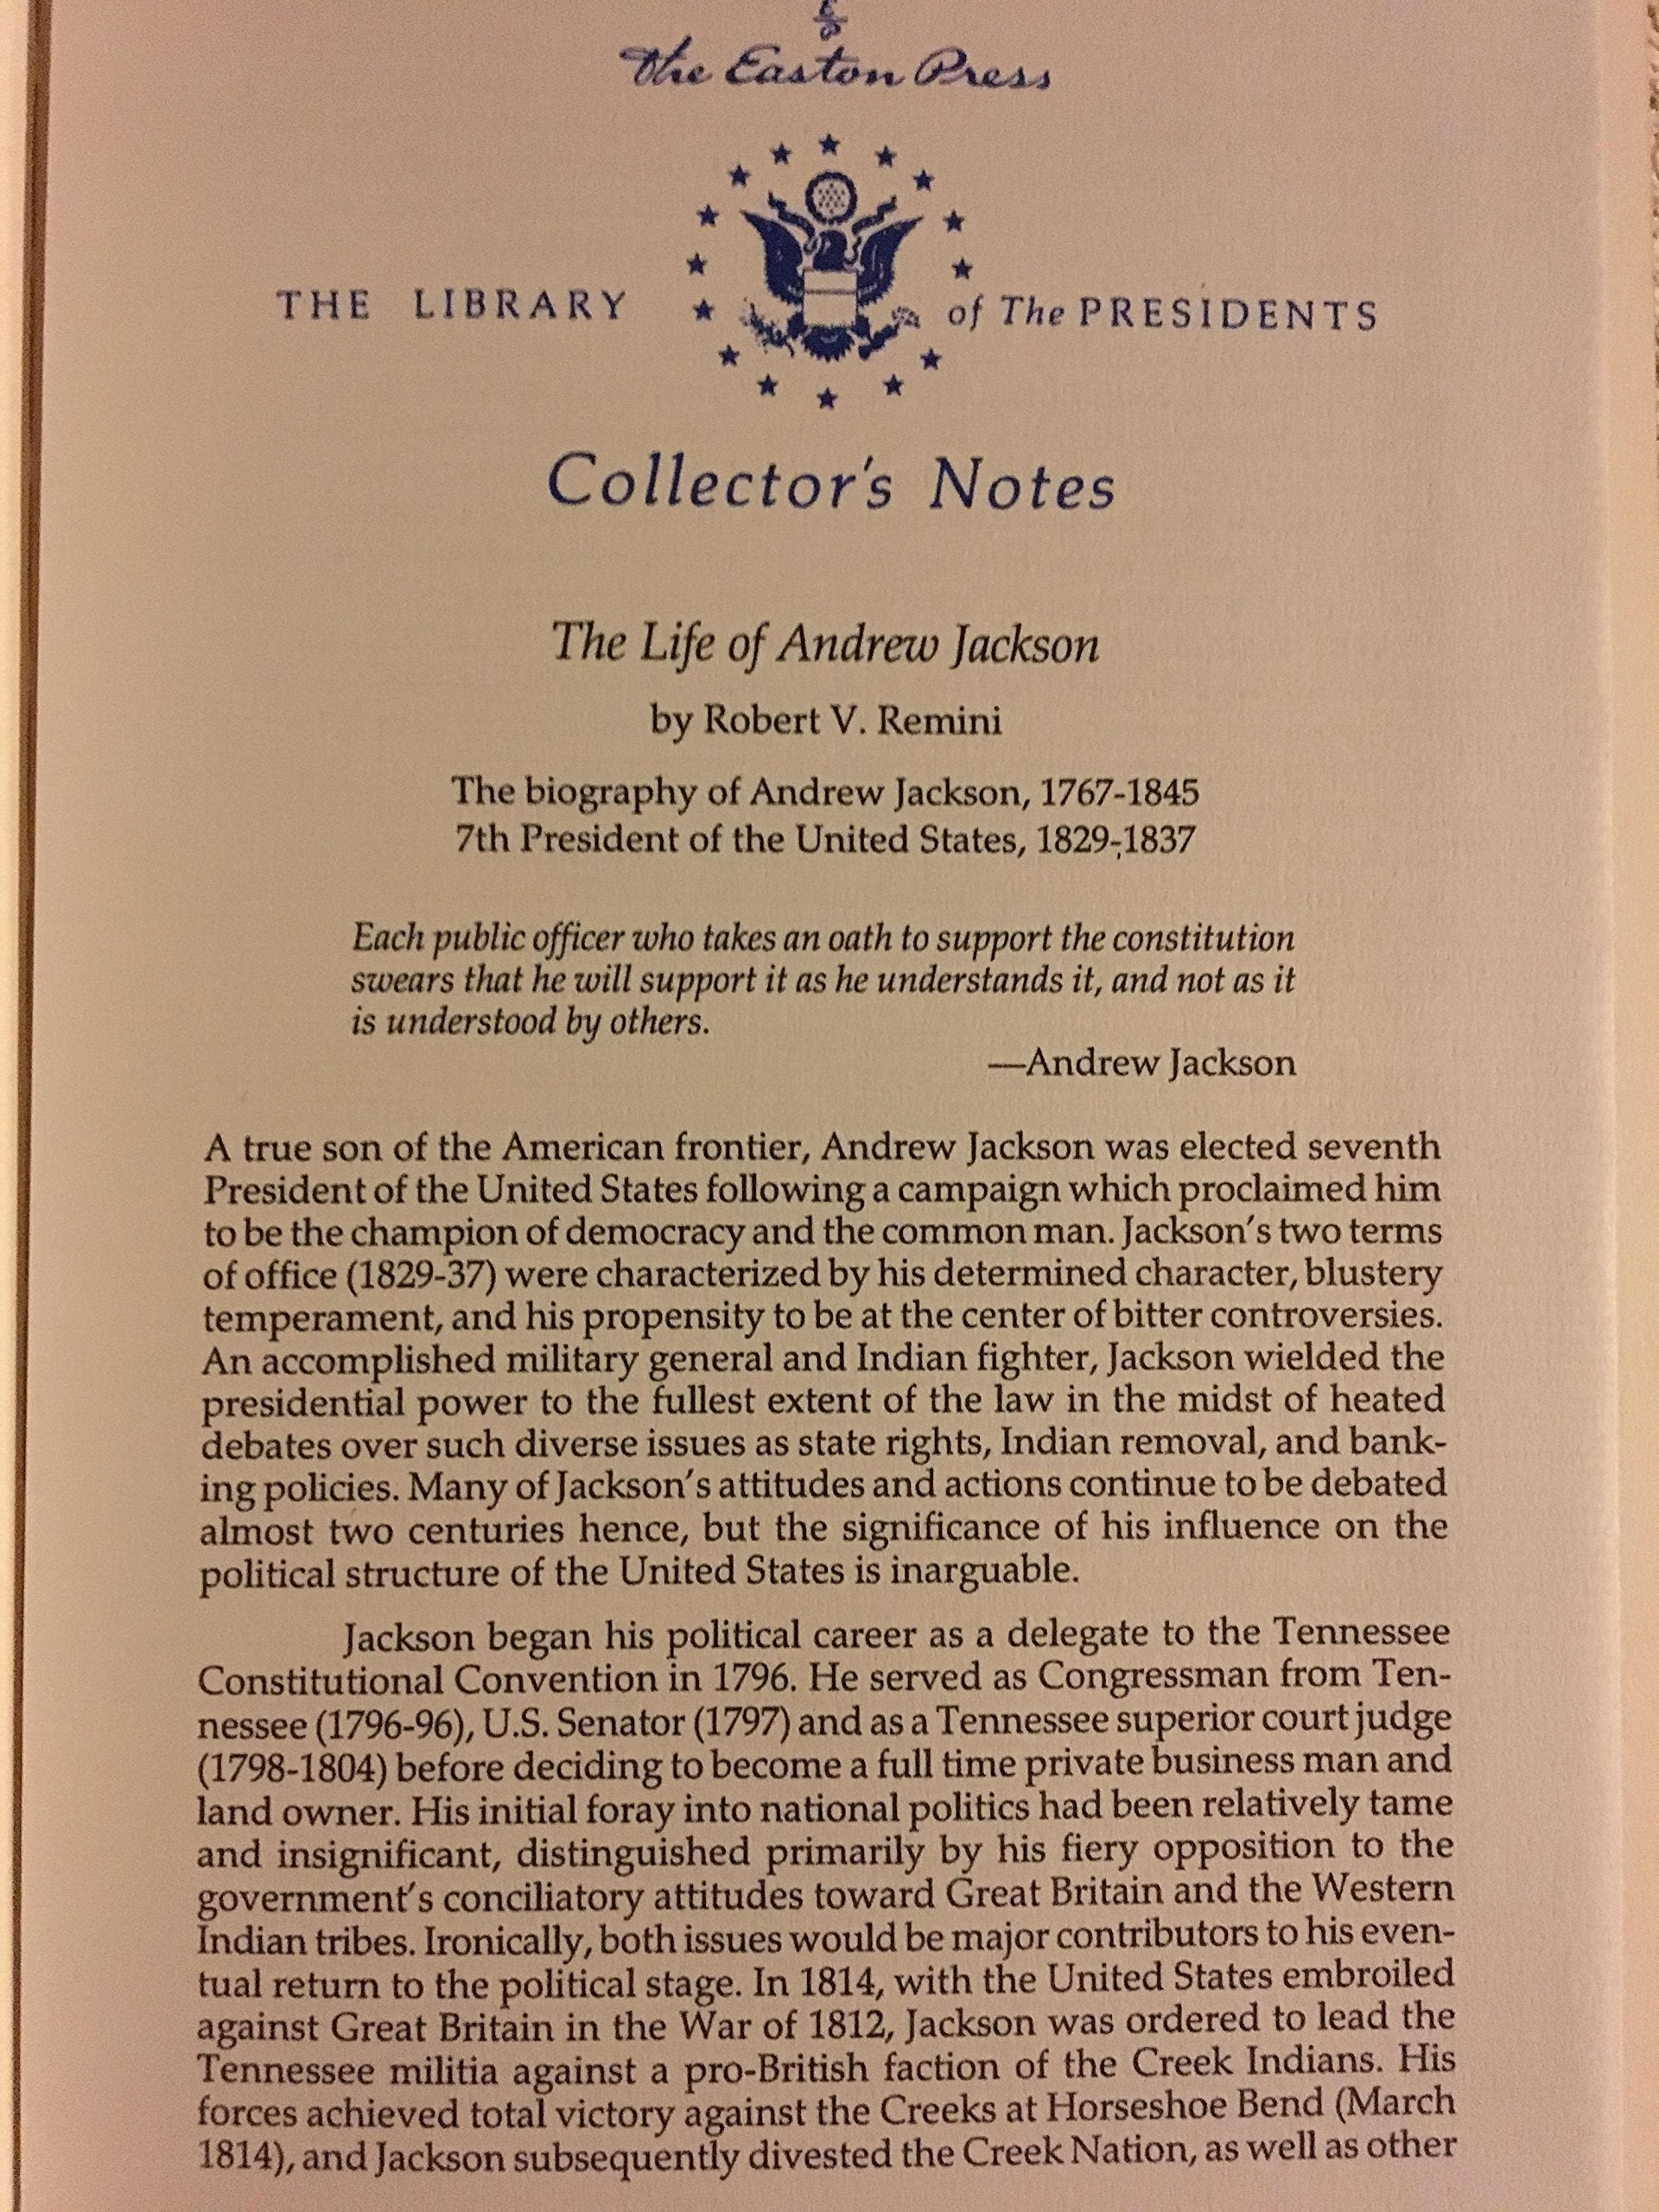 The Easton Press
THE LIBRARY of The PRESIDENTS
Collector's Notes
The Life of Andrew Jackson
by Robert V. Remini
The biography of Andrew Jackson, 1767-1845
7th President of the United States, 1829-1837
Each public officer who takes an oath to support the constitution
swears that he will support it as he understands it, and not as it
is understood by others.
—Andrew Jackson
A true son of the American frontier, Andrew Jackson was elected seventh
President of the United States following a campaign which proclaimed him
to be the champion of democracy and the common man. Jackson's two terms
of office (1829-37) were characterized by his determined character, blustery
temperament, and his propensity to be at the center of bitter controversies.
An accomplished military general and Indian fighter, Jackson wielded the
presidential power to the fullest extent of the law in the midst of heated
debates over such diverse issues as state rights, Indian removal, and bank-
ing policies. Many of Jackson's attitudes and actions continue to be debated
almost two centuries hence, but the significance of his influence on the
political structure of the United States is inarguable.
Jackson began his political career as a delegate to the Tennessee
Constitutional Convention in 1796. He served as Congressman from Ten-
nessee (1796-96), U.S. Senator (1797) and as a Tennessee superior court judge
(1798-1804) before deciding to become a full time private business man and
land owner. His initial foray into national politics had been relatively tame
and insignificant, distinguished primarily by his fiery opposition to the
government's conciliatory attitudes toward Great Britain and the Western
Indian tribes. Ironically, both issues would be major contributors to his even-
tual return to the political stage. In 1814, with the United States embroiled
against Great Britain in the War of 1812, Jackson was ordered to lead the
Tennessee militia against a pro-British faction of the Creek Indians. His
forces achieved total victory against the Creeks at Horseshoe Bend (March
1814), and Jackson subsequently divested the Creek Nation, as well as other